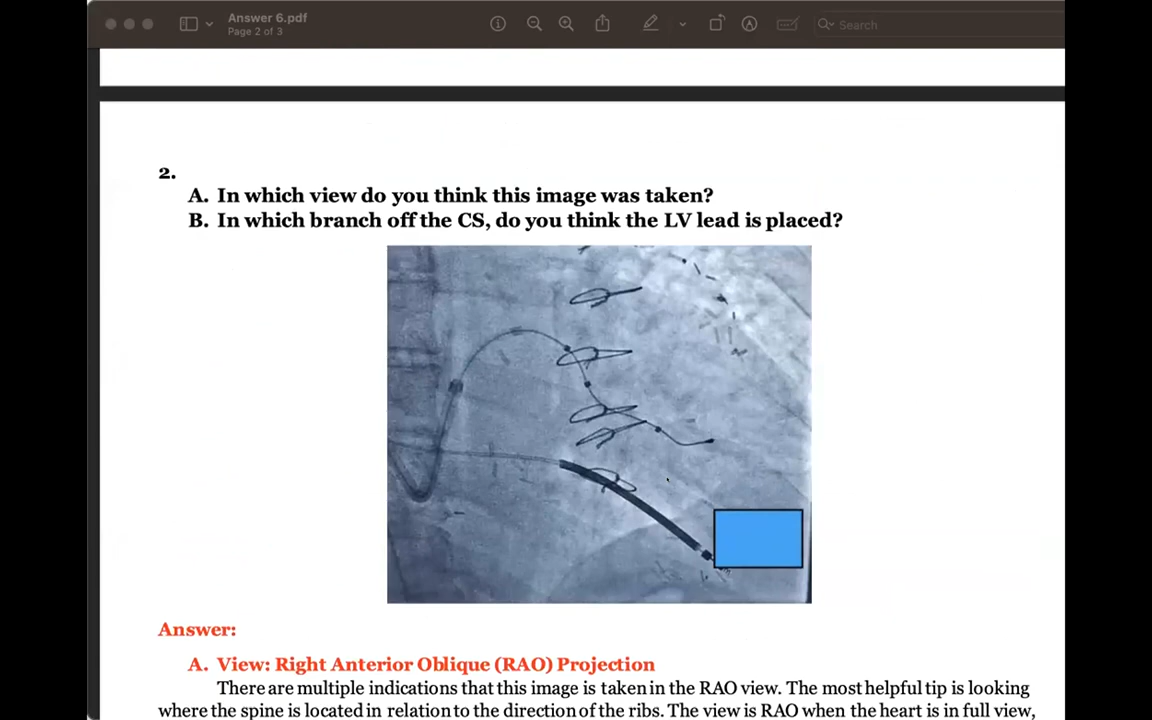 Answer 6.pdf
Page 2 of 3
Search
2.
A. In which view do you think this image was taken?
B. In which branch off the CS, do you think the LV lead is placed?
Answer:
A. View: Right Anterior Oblique (RAO) Projection
There are multiple indications that this image is taken in the RAO view. The most helpful tip is looking
where the spine is located in relation to the direction of the ribs. The view is RAO when the heart is in full view,